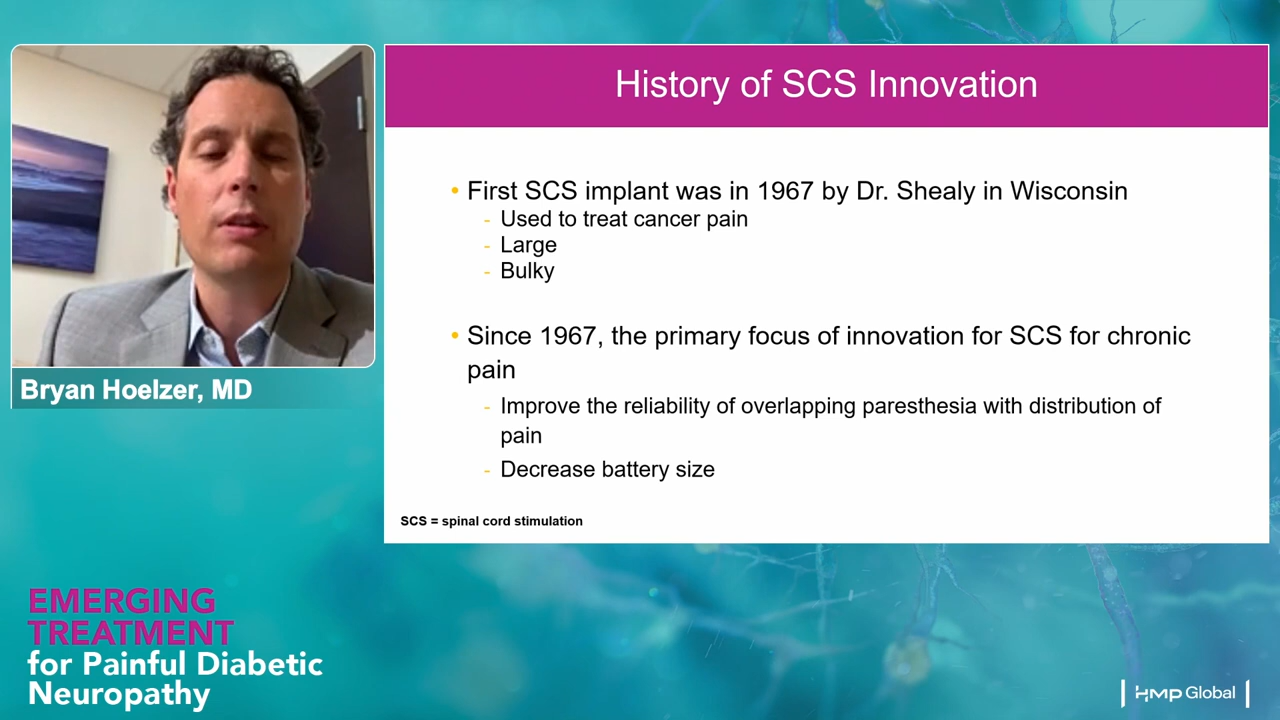 History of SCS Innovation
• First SCS implant was in 1967 by Dr. Shealy in Wisconsin
- Used to treat cancer pain
- Large
- Bulky
• Since 1967, the primary focus of innovation for SCS for chronic
pain
- Improve the reliability of overlapping paresthesia with distribution of
pain
- Decrease battery size
SCS = spinal cord stimulation
Bryan Hoelzer, MD
EMERGING
TREATMENT
for Painful Diabetic
Neuropathy
HMP Global